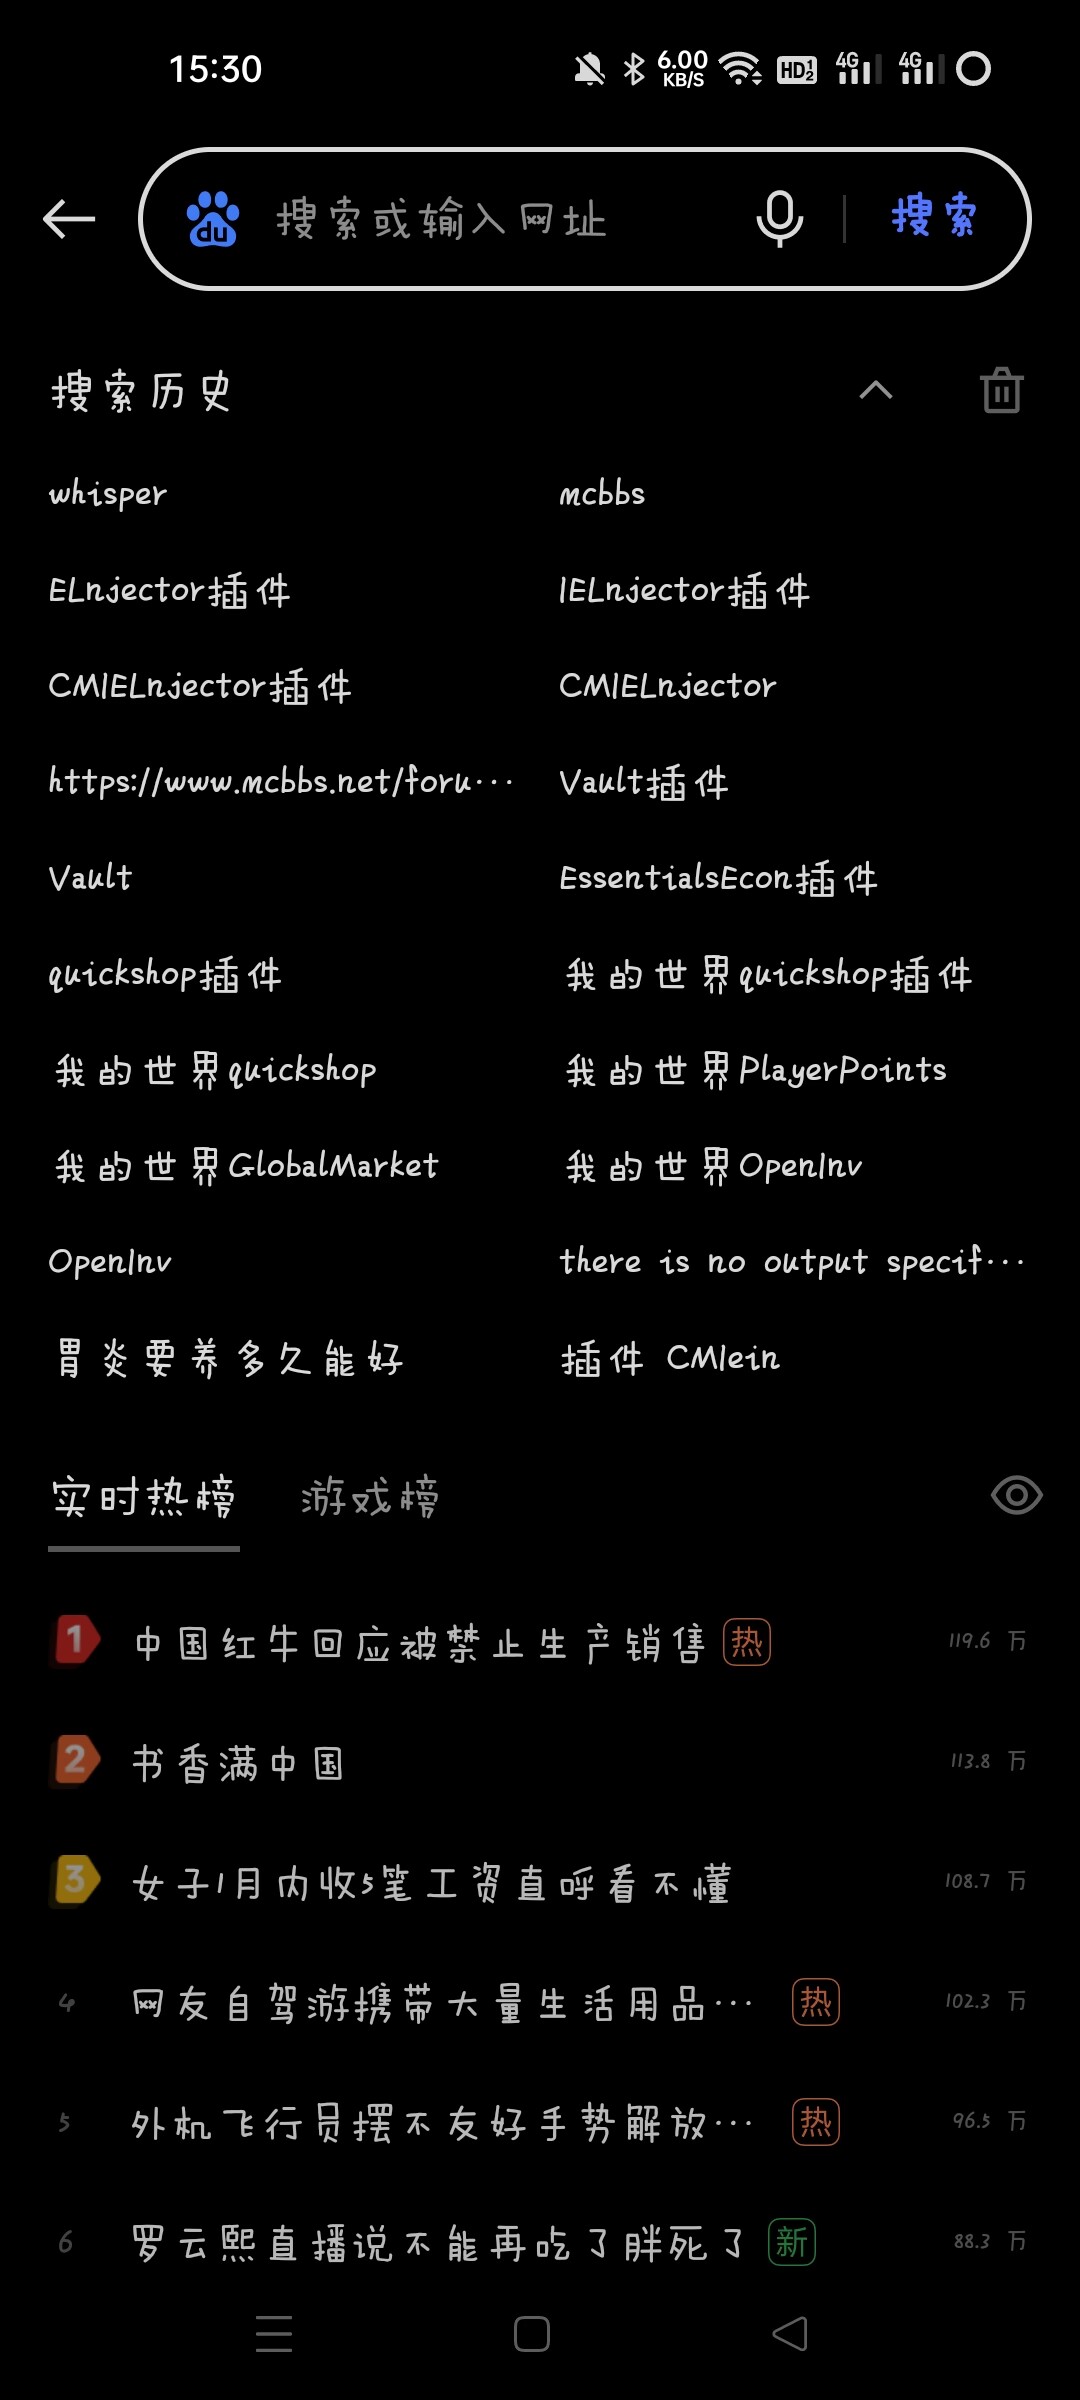 15:30 6.00 KB/S HD 1 2 4G 4G
du 搜索或输入网址 搜索
搜索历史
whisper mcbbs
ELnjector插件 IELnjector插件
CMIELnjector插件 CMIELnjector
https://www.mcbbs.net/foru··· Vault插件
Vault EssentialsEcon插件
quickshop插件 我的世界quickshop插件
我的世界quickshop 我的世界PlayerPoints
我的世界GlobalMarket 我的世界OpenInv
OpenInv there is no output specif···
胃炎要养多久能好 插件 CMIein
实时热榜 游戏榜
1 中国红牛回应被禁止生产销售 热 119.6 万
2 书香满中国 113.8 万
3 女子1月内收5笔工资直呼看不懂 108.7 万
4 网友自驾游携带大量生活用品··· 热 102.3 万
5 外机飞行员摆不友好手势解放··· 热 96.5 万
6 罗云熙直播说不能再吃了胖死了 新 88.3 万